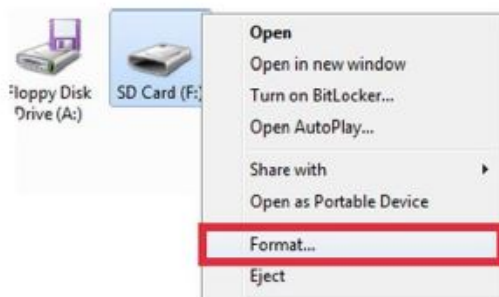 Floppy Disk
Drive (A:)
SD Card (F:)
Open
Open in new window
Turn on BitLocker...
Open AutoPlay...
Share with
Open as Portable Device
Format...
Eject